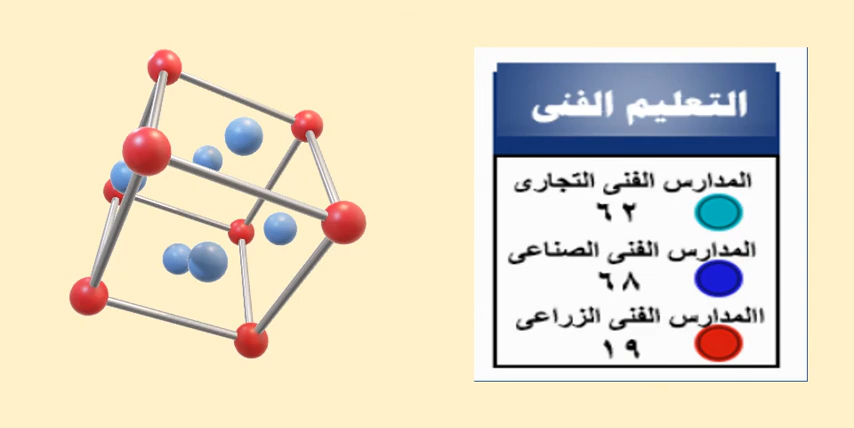 التعليم الفنى
المدارس الفنى التجارى
٦٢
المدارس الفنى الصناعى
٦٨
االمدارس الفنى الزراعى
١٩